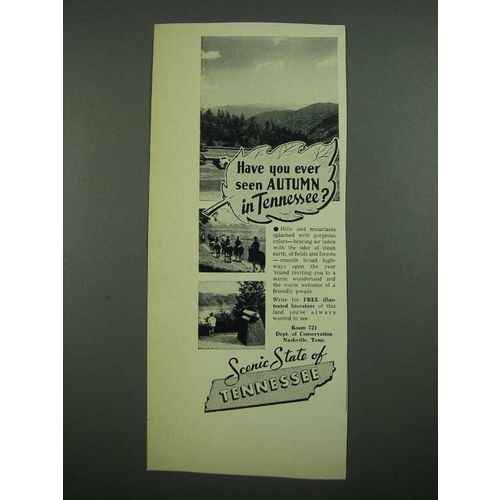 Have you ever
seen AUTUMN
in Tennessee?
● Hills and mountains
splashed with gorgeous
colors—bracing air laden
with the odor of clean
earth, of fields and forests
—smooth broad high-
ways open the year
'round inviting you to a
scenic wonderland and
the warm welcome of a
friendly people.
Write for FREE illus-
trated literature of this
land you've always
wanted to see.
Room 721
Dept. of Conservation
Nashville, Tenn.
Scenic State of
TENNESSEE